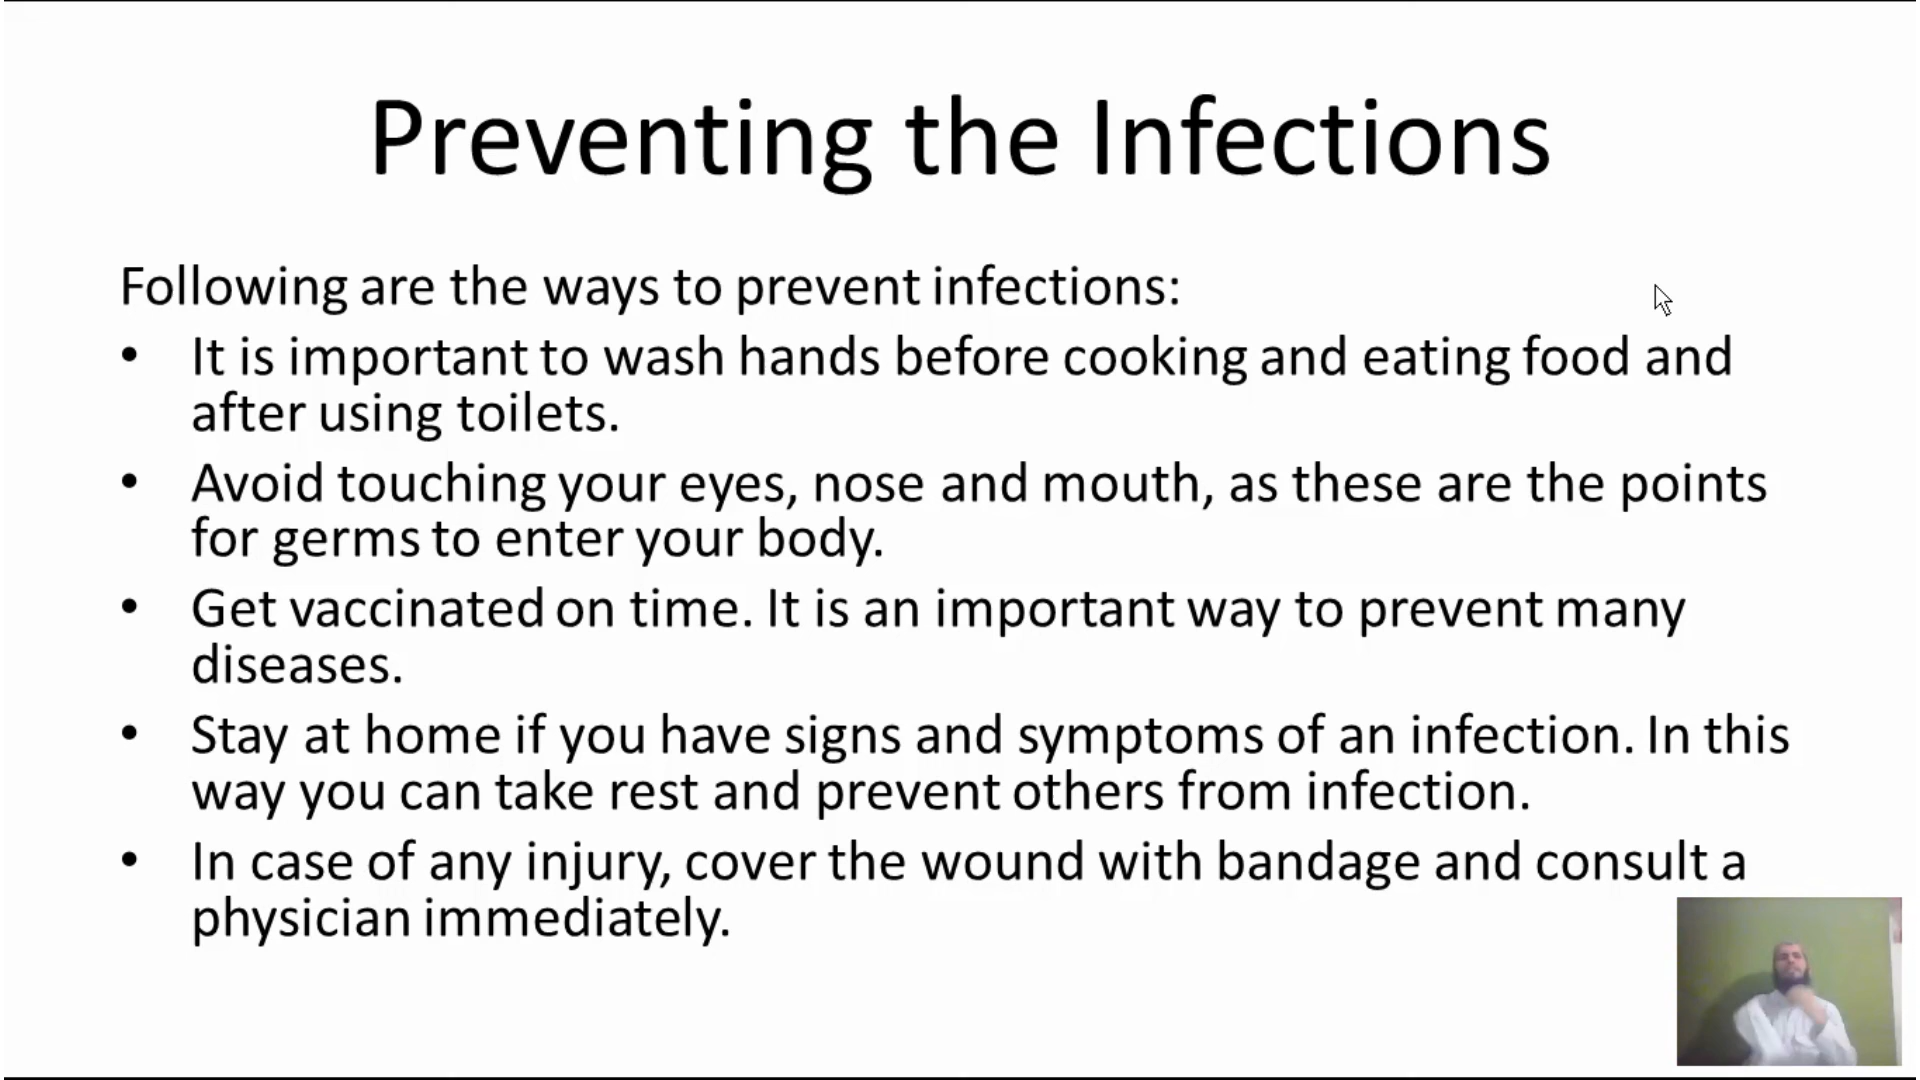 Preventing the Infections
Following are the ways to prevent infections:
• It is important to wash hands before cooking and eating food and
after using toilets.
• Avoid touching your eyes, nose and mouth, as these are the points
for germs to enter your body.
• Get vaccinated on time. It is an important way to prevent many
diseases.
• Stay at home if you have signs and symptoms of an infection. In this
way you can take rest and prevent others from infection.
• In case of any injury, cover the wound with bandage and consult a
physician immediately.